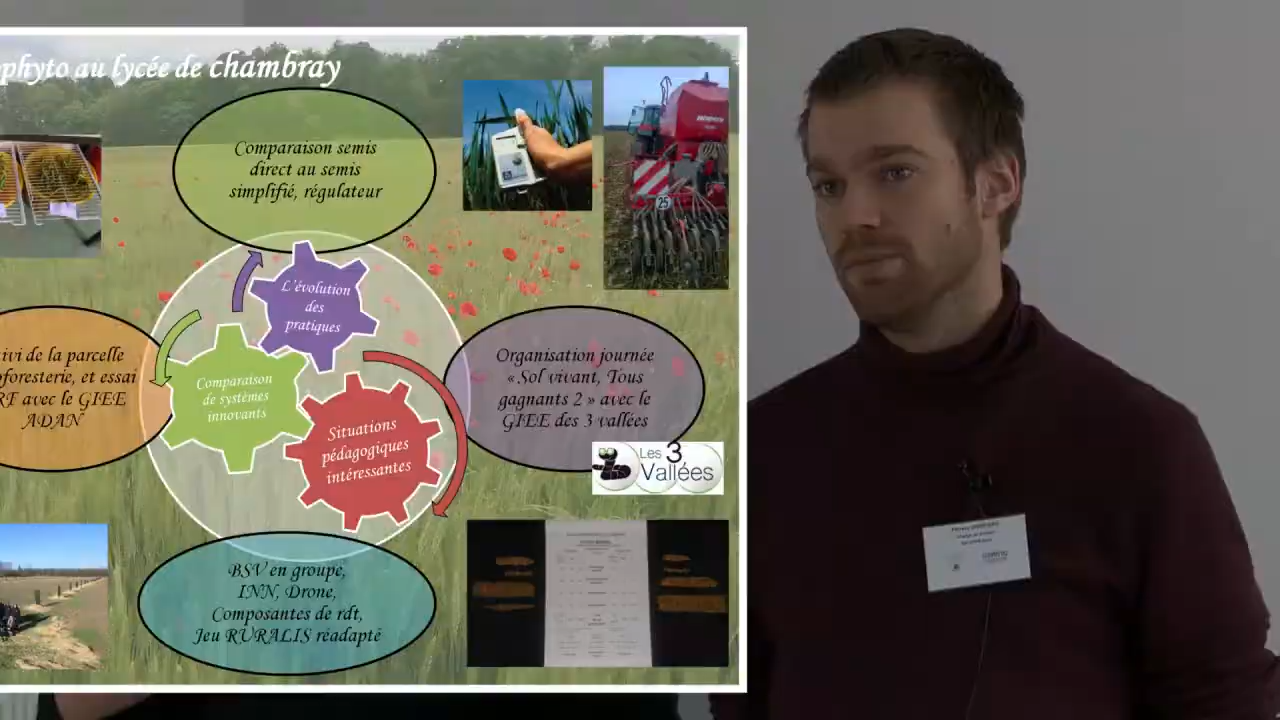 phyto au lycée de chambray
Comparaison semis
direct au semis
simplifié, régulateur
25
L'évolution
des
pratiques
ivi de la parcelle
oforesterie, et essai
RF avec le GIEE
ADAN
Comparaison
de systèmes
innovants
Situations
pédagogiques
intéressantes
Organisation journée
« Sol vivant, Tous
gagnants 2 » avec le
GIEE des 3 vallées
Les 3
Vallées
BSV en groupe,
INN, Drone,
Composantes de rdt,
Jeu RURALIS réadapté